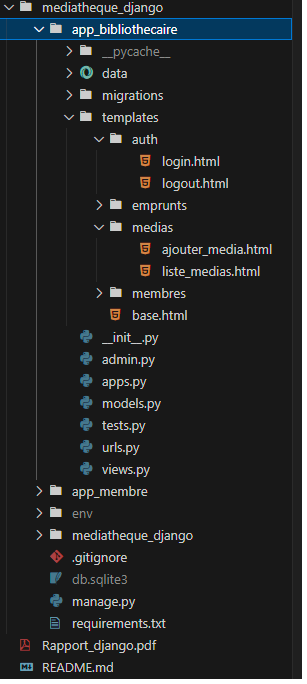 mediatheque_django
app_bibliothecaire
__pycache__
data
migrations
templates
auth
login.html
logout.html
emprunts
medias
ajouter_media.html
liste_medias.html
membres
base.html
__init__.py
admin.py
apps.py
models.py
tests.py
urls.py
views.py
app_membre
env
mediatheque_django
.gitignore
db.sqlite3
manage.py
requirements.txt
Rapport_django.pdf
README.md